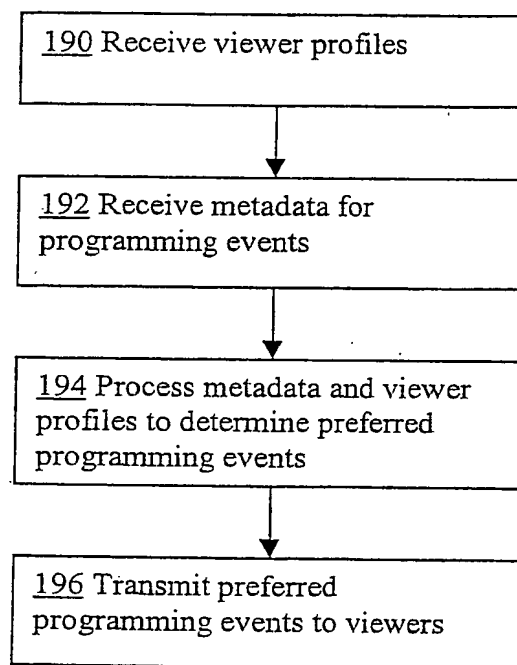 190 Receive viewer profiles
192 Receive metadata for
programming events
194 Process metadata and viewer
profiles to determine preferred
programming events
196 Transmit preferred
programming events to viewers